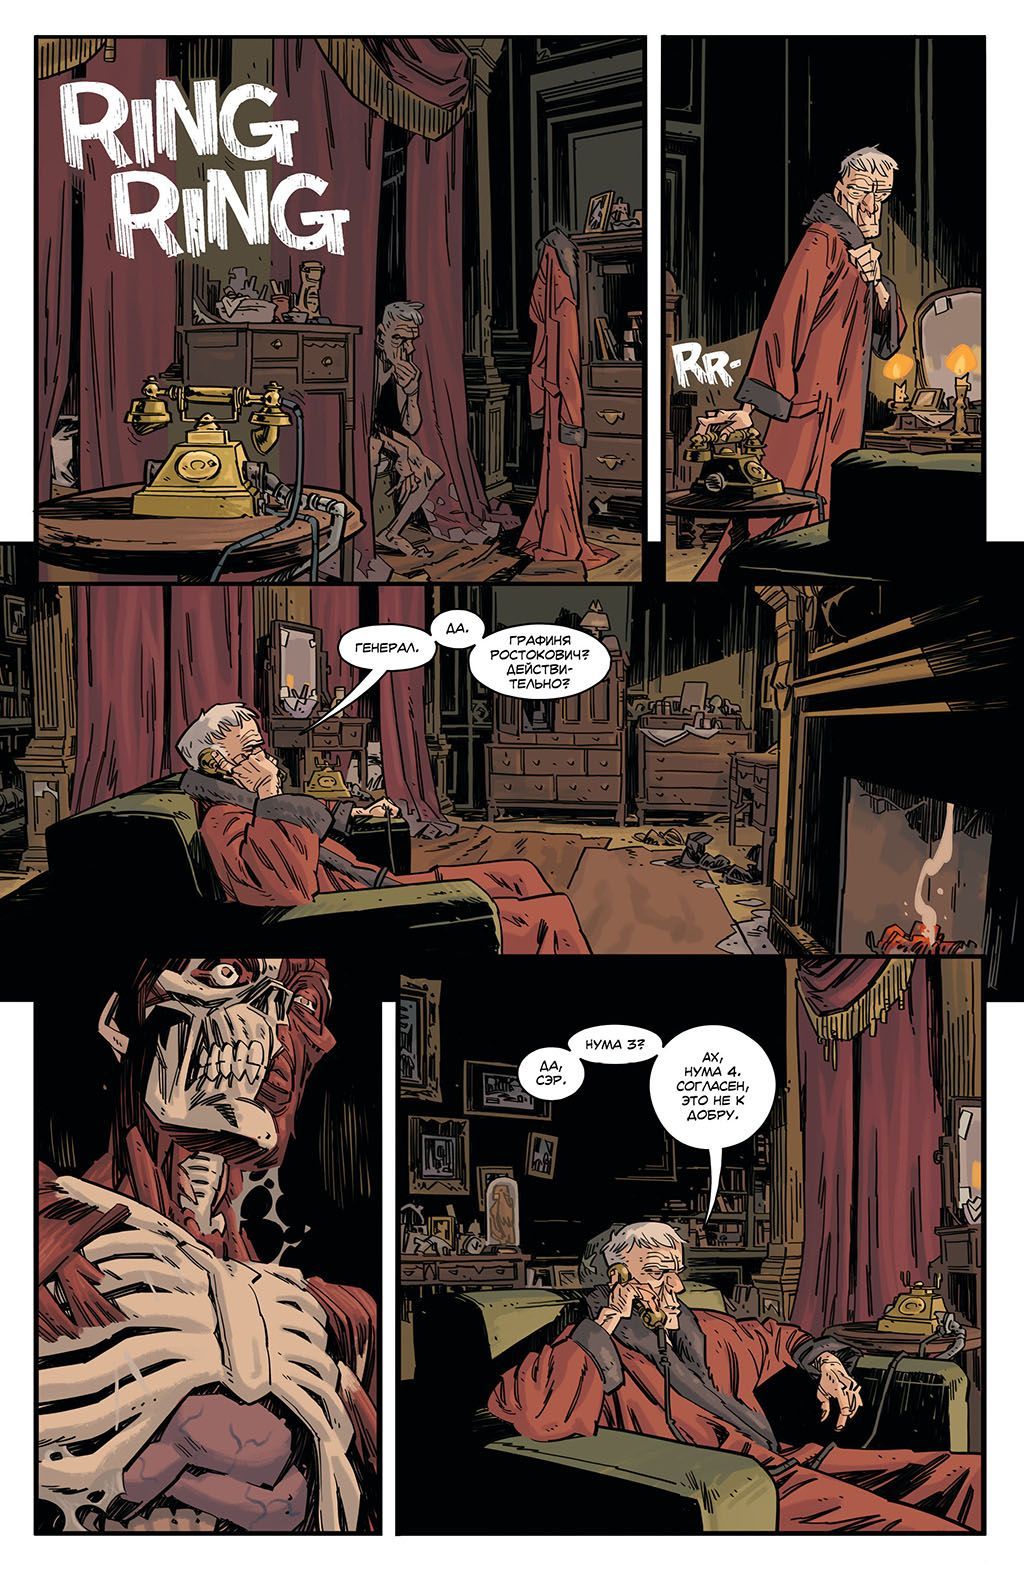 RING
RING
RR-
ГЕНЕРАЛ.
ДА.
ГРАФИНЯ
РОСТОКОВИЧ?
ДЕЙСТВИ-
ТЕЛЬНО?
ДА,
СЭР.
НУМА 3?
АХ,
НУМА 4.
СОГЛАСЕН,
ЭТО НЕ К
ДОБРУ.